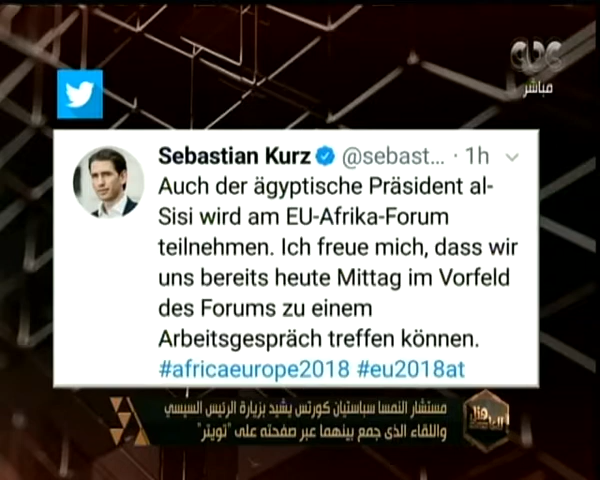 cbc
مباشر
Sebastian Kurz @sebast... · 1h
Auch der ägyptische Präsident al-
Sisi wird am EU-Afrika-Forum
teilnehmen. Ich freue mich, dass wir
uns bereits heute Mittag im Vorfeld
des Forums zu einem
Arbeitsgespräch treffen können.
#africaeurope2018 #eu2018at
مستشار النمسا سباستيان كورتس يشيد بزيارة الرئيس السيسي
واللقاء الذى جمع بينهما عبر صفحته على "تويتر"